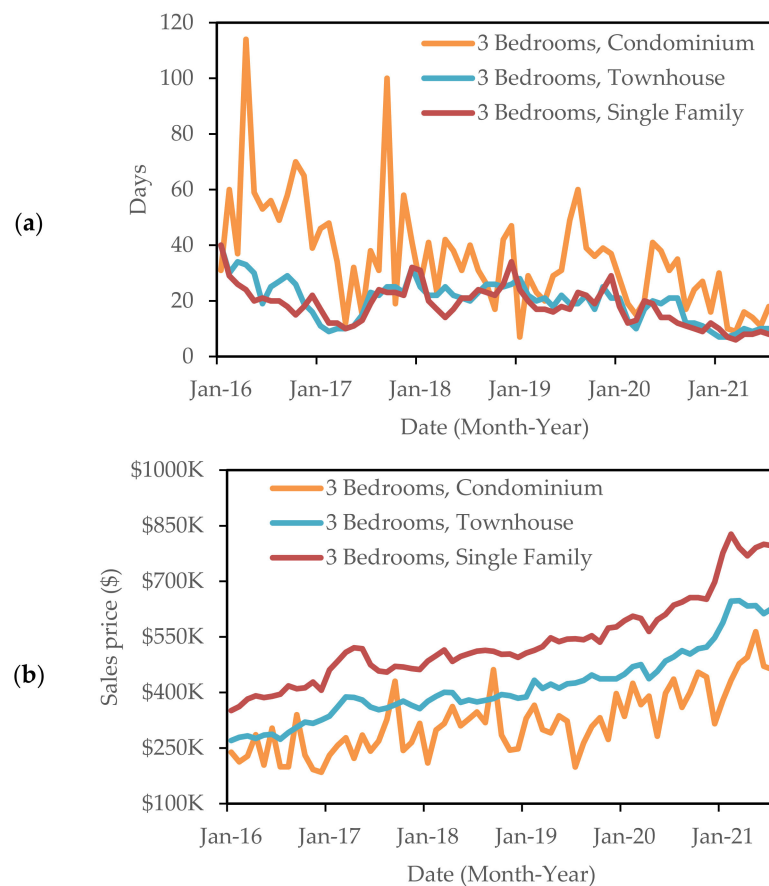 (a)
Days
120
100
80
60
40
20
0
3 Bedrooms, Condominium
3 Bedrooms, Townhouse
3 Bedrooms, Single Family
Jan-16 Jan-17 Jan-18 Jan-19 Jan-20 Jan-21
Date (Month-Year)
(b)
Sales price ($)
$1000K
$850K
$700K
$550K
$400K
$250K
$100K
3 Bedrooms, Condominium
3 Bedrooms, Townhouse
3 Bedrooms, Single Family
Jan-16 Jan-17 Jan-18 Jan-19 Jan-20 Jan-21
Date (Month-Year)